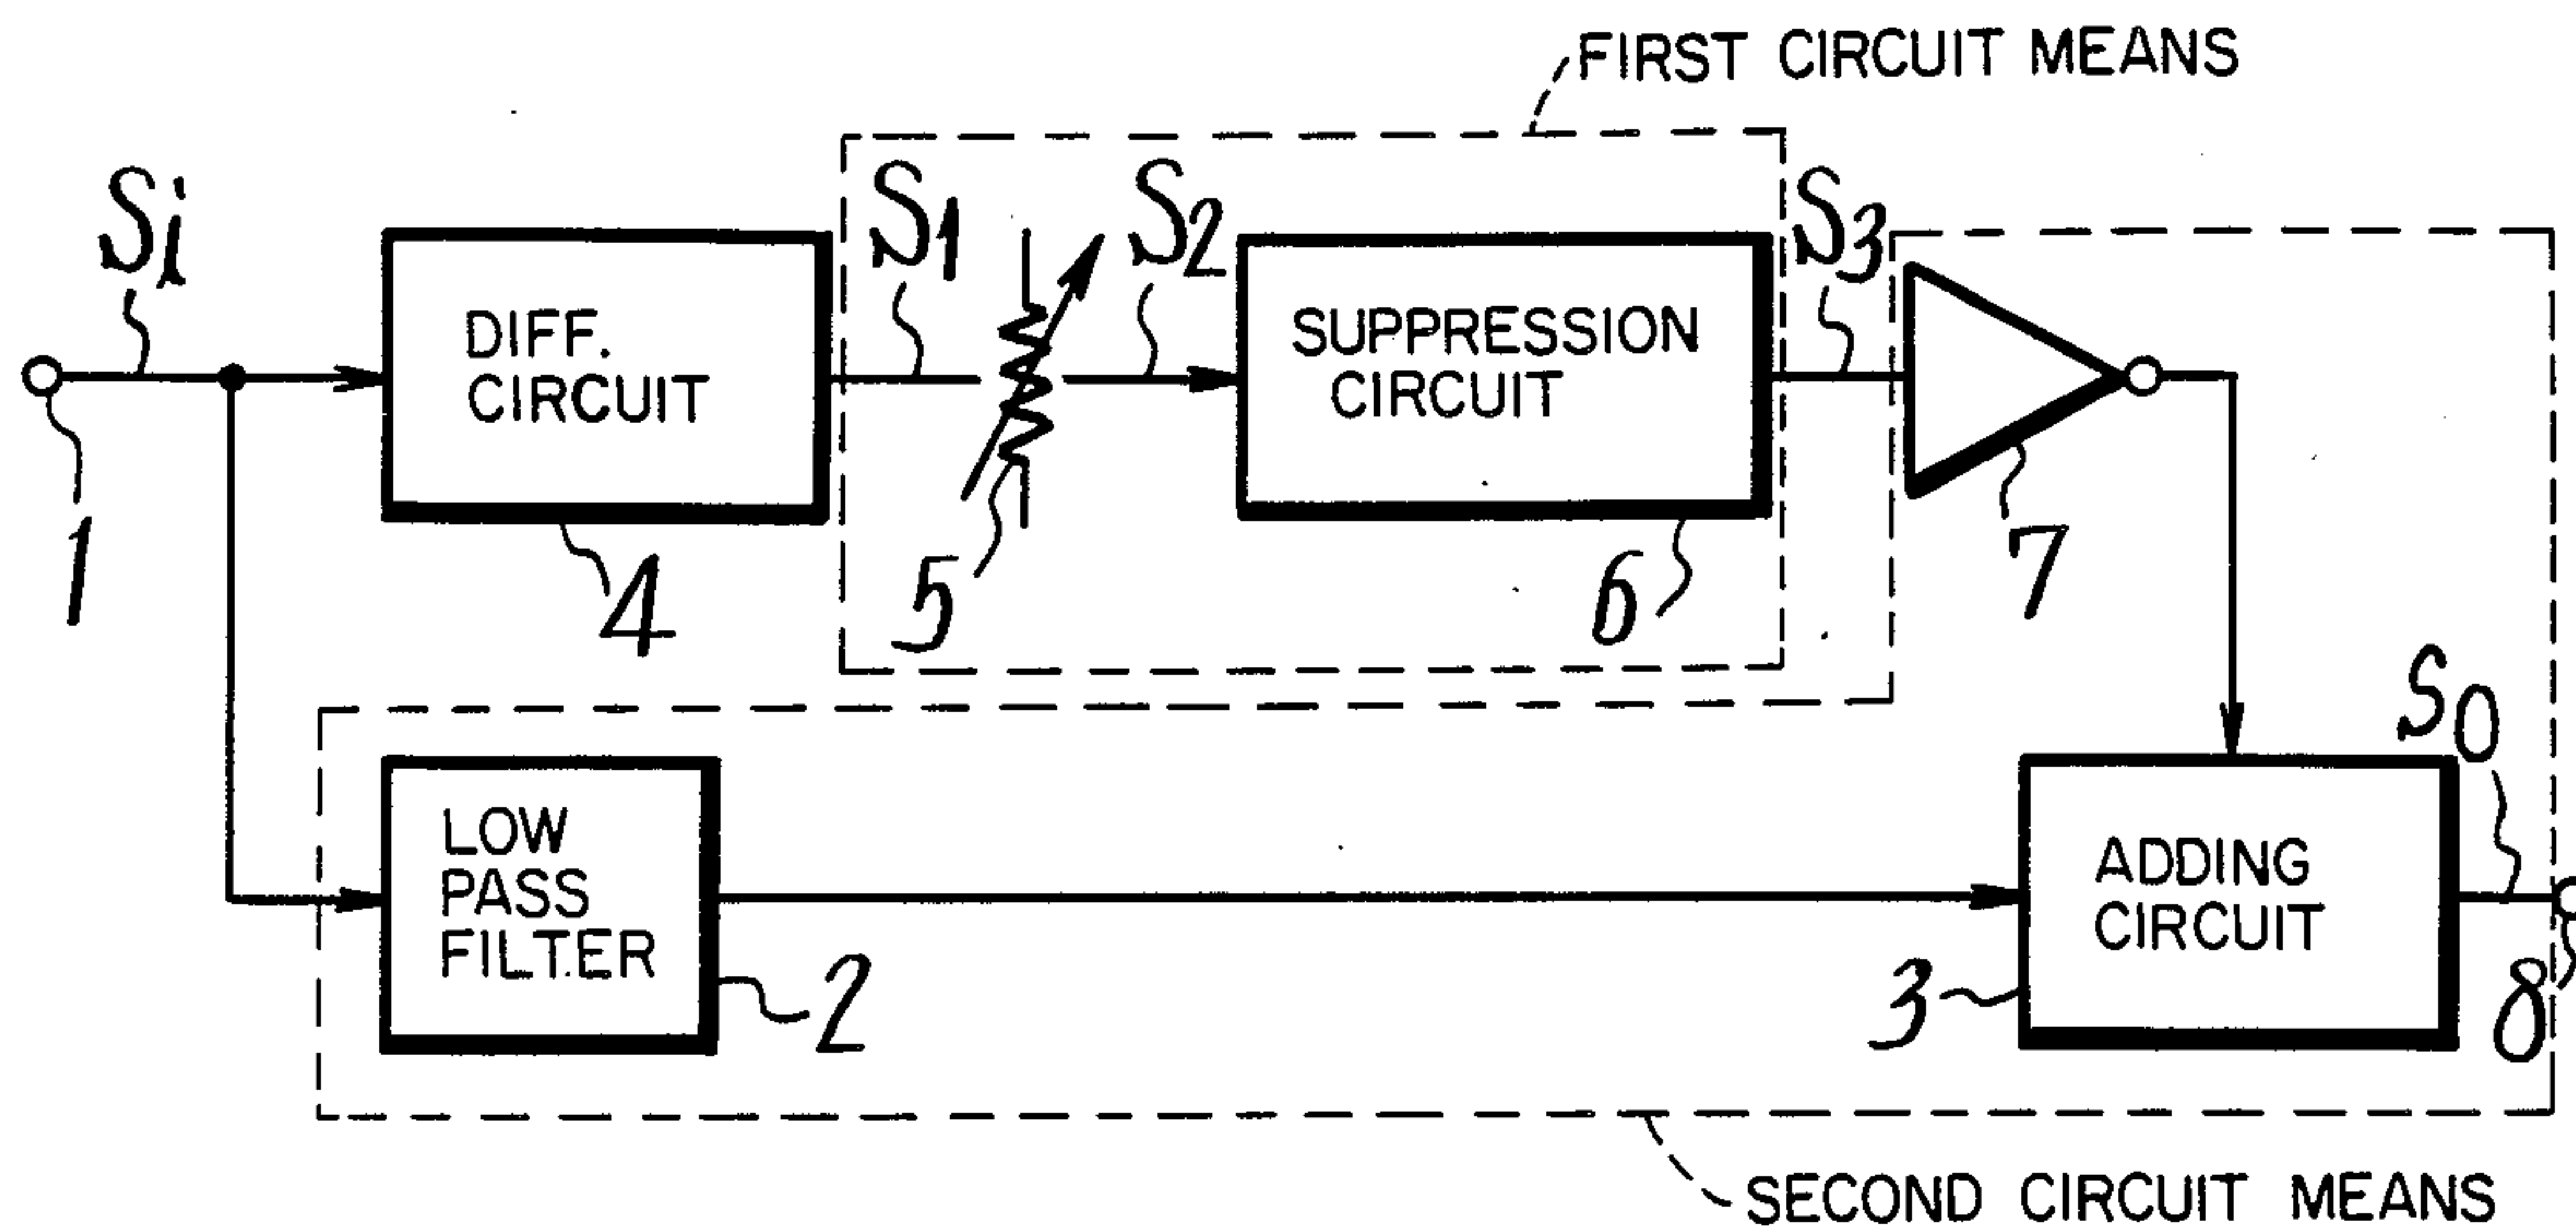 FIRST CIRCUIT MEANS
Si
S1
S2
S3
DIFF.
CIRCUIT
SUPPRESSION
CIRCUIT
1
4
5
6
7
S0
LOW
PASS
FILTER
ADDING
CIRCUIT
2
3
8
SECOND CIRCUIT MEANS